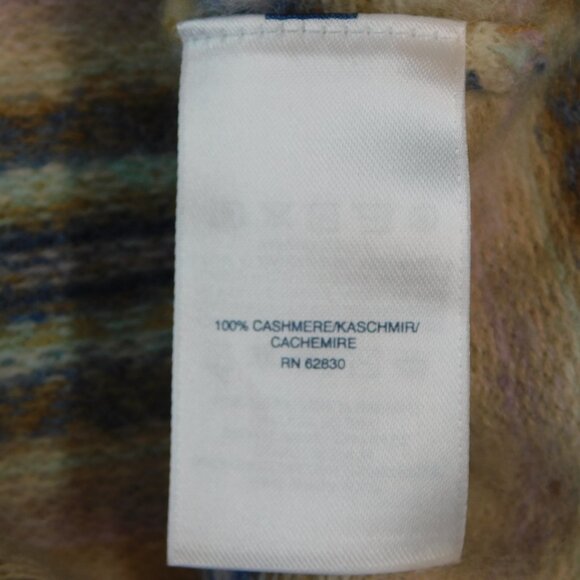 100% CASHMERE/KASCHMIR/
CACHEMIRE
RN 62830